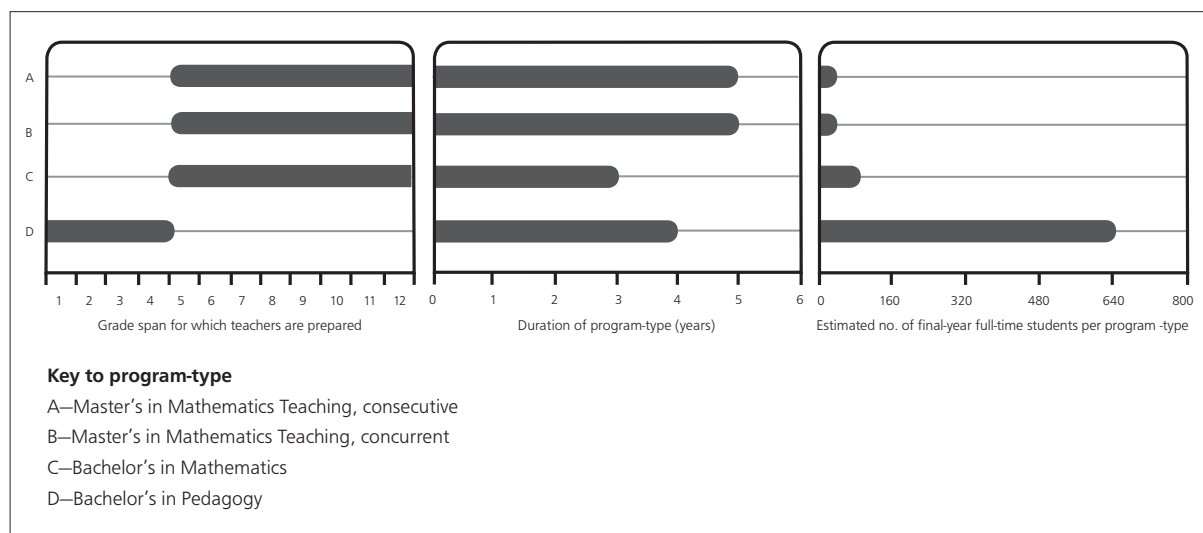 A
B
C
D
1 2 3 4 5 6 7 8 9 10 11 12
Grade span for which teachers are prepared
0 1 2 3 4 5 6
Duration of program-type (years)
0 160 320 480 640 800
Estimated no. of final-year full-time students per program -type
Key to program-type
A—Master's in Mathematics Teaching, consecutive
B—Master's in Mathematics Teaching, concurrent
C—Bachelor's in Mathematics
D—Bachelor's in Pedagogy